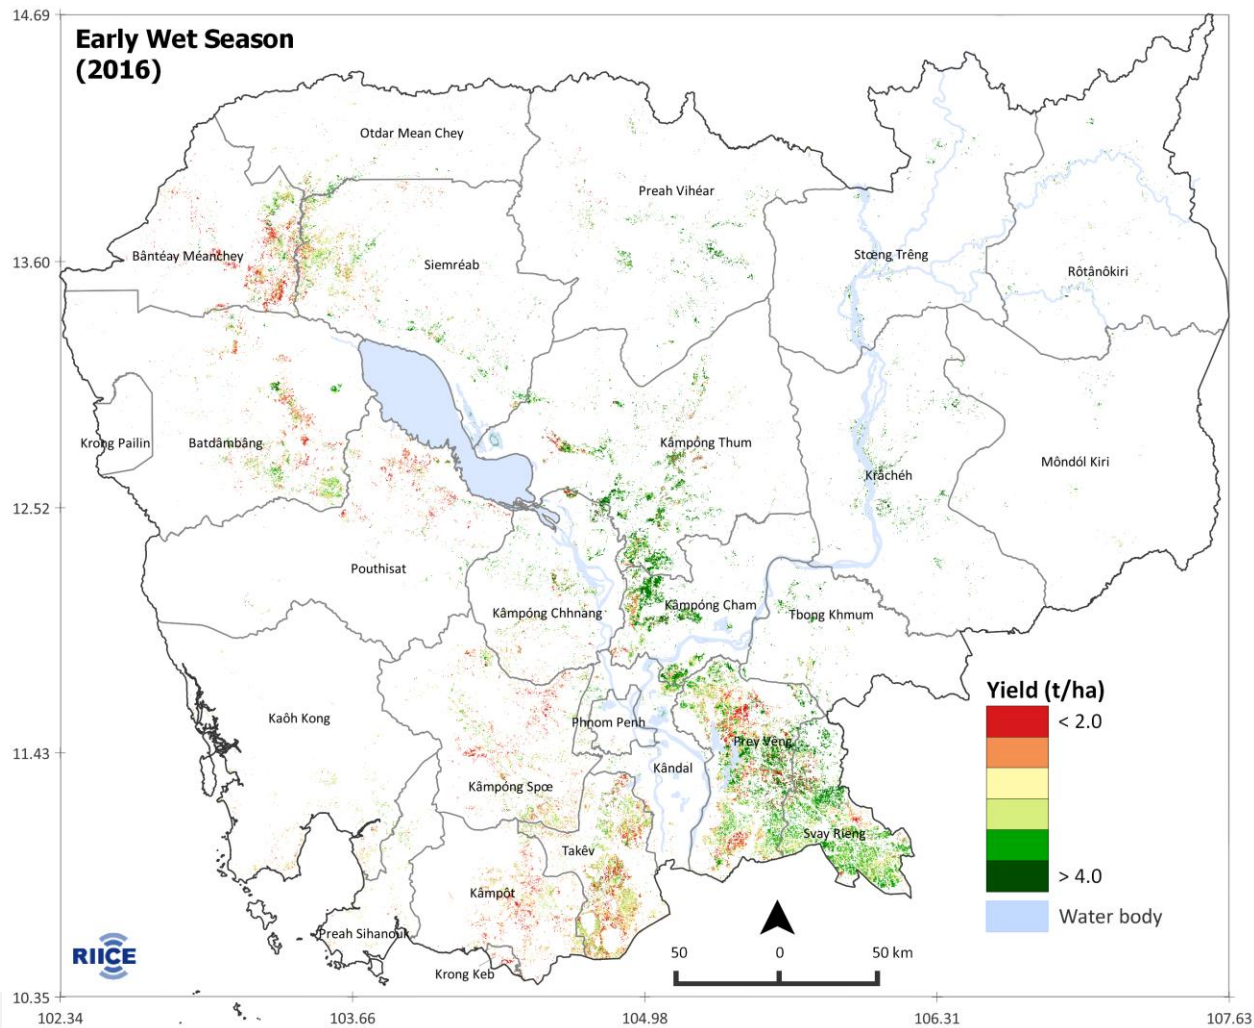 14.69
Early Wet Season
(2016)
Otdar Mean Chey
Preah Vihéar
13.60
Bântéay Méanchey
Siemréab
Stœng Trêng
Rôtânôkiri
Krong Pailin
Batdâmbâng
Kâmpóng Thum
Krâchéh
Môndól Kiri
12.52
Pouthisat
Kâmpóng Chhnang
Kâmpóng Cham
Tbong Khmum
Yield (t/ha)
< 2.0
Kaôh Kong
Phnom Penh
Prey Vêng
11.43
Kândal
Kâmpóng Spœ
Svay Rieng
Takêv
> 4.0
Kâmpôt
Water body
Preah Sihanouk
RIICE
50 0 50 km
Krong Keb
10.35
102.34 103.66 104.98 106.31 107.63